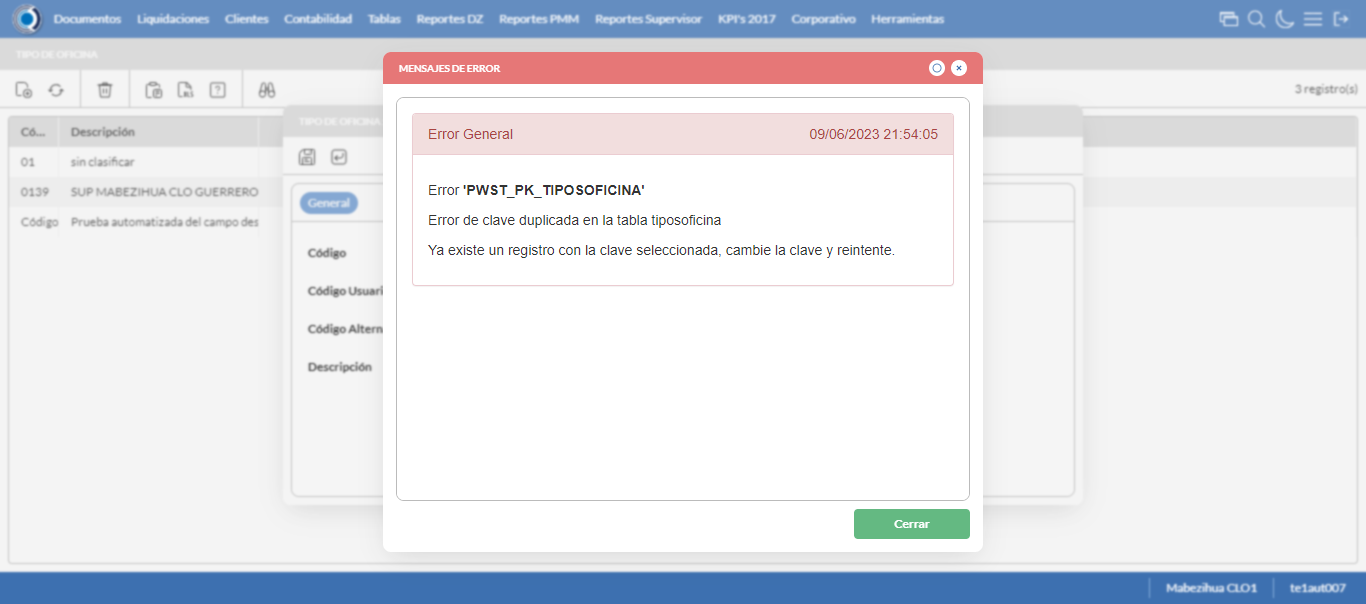 Documentos Liquidaciones Clientes Contabilidad Tablas Reportes DZ Reportes PMM Reportes Supervisor KPI's 2017 Corporativo Herramientas
TIPO DE OFICINA
3 registro(s)
Có... Descripción
01 sin clasificar
0139 SUP MABEZIHUA CLO GUERRERO
Código Prueba automatizada del campo des
TIPO DE OFICINA
General
Código
Código Usuari
Código Altern
Descripción
MENSAJES DE ERROR
Error General 09/06/2023 21:54:05
Error 'PWST_PK_TIPOSOFICINA'
Error de clave duplicada en la tabla tiposoficina
Ya existe un registro con la clave seleccionada, cambie la clave y reintente.
Cerrar
Mabezihua CLO1 te1aut007